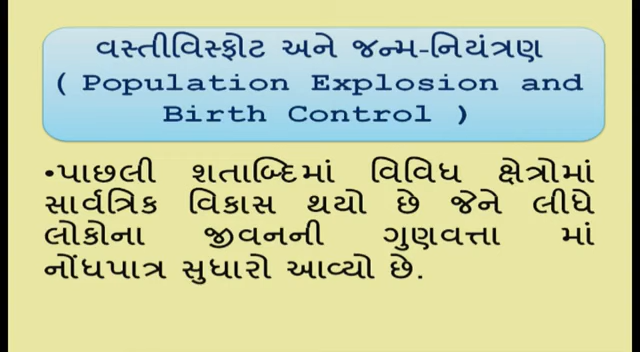 વસ્તીવિસ્ફોટ અને જન્મ-નિયંત્રણ
( Population Explosion and
Birth Control )
•પાછલી શતાબ્દિમાં વિવિધ ક્ષેત્રોમાં
સાર્વત્રિક વિકાસ થયો છે જેને લીધે
લોકોના જીવનની ગુણવત્તા માં
નોંધપાત્ર સુધારો આવ્યો છે.